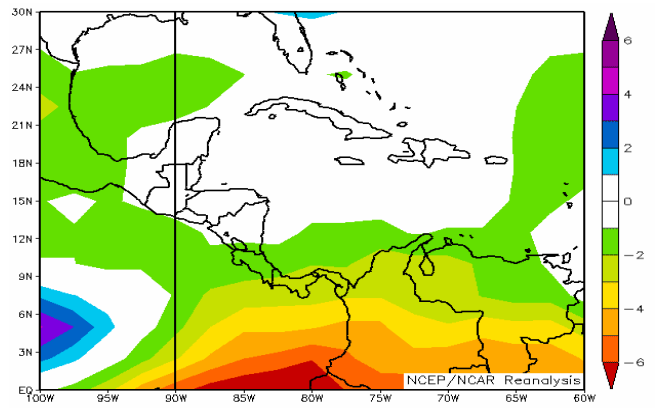 30N
27N
24N
21N
18N
15N
12N
9N
6N
3N
EQ
100W 95W 90W 85W 80W 75W 70W 65W 60W
6
4
2
0
-2
-4
-6
NCEP/NCAR Reanalysis